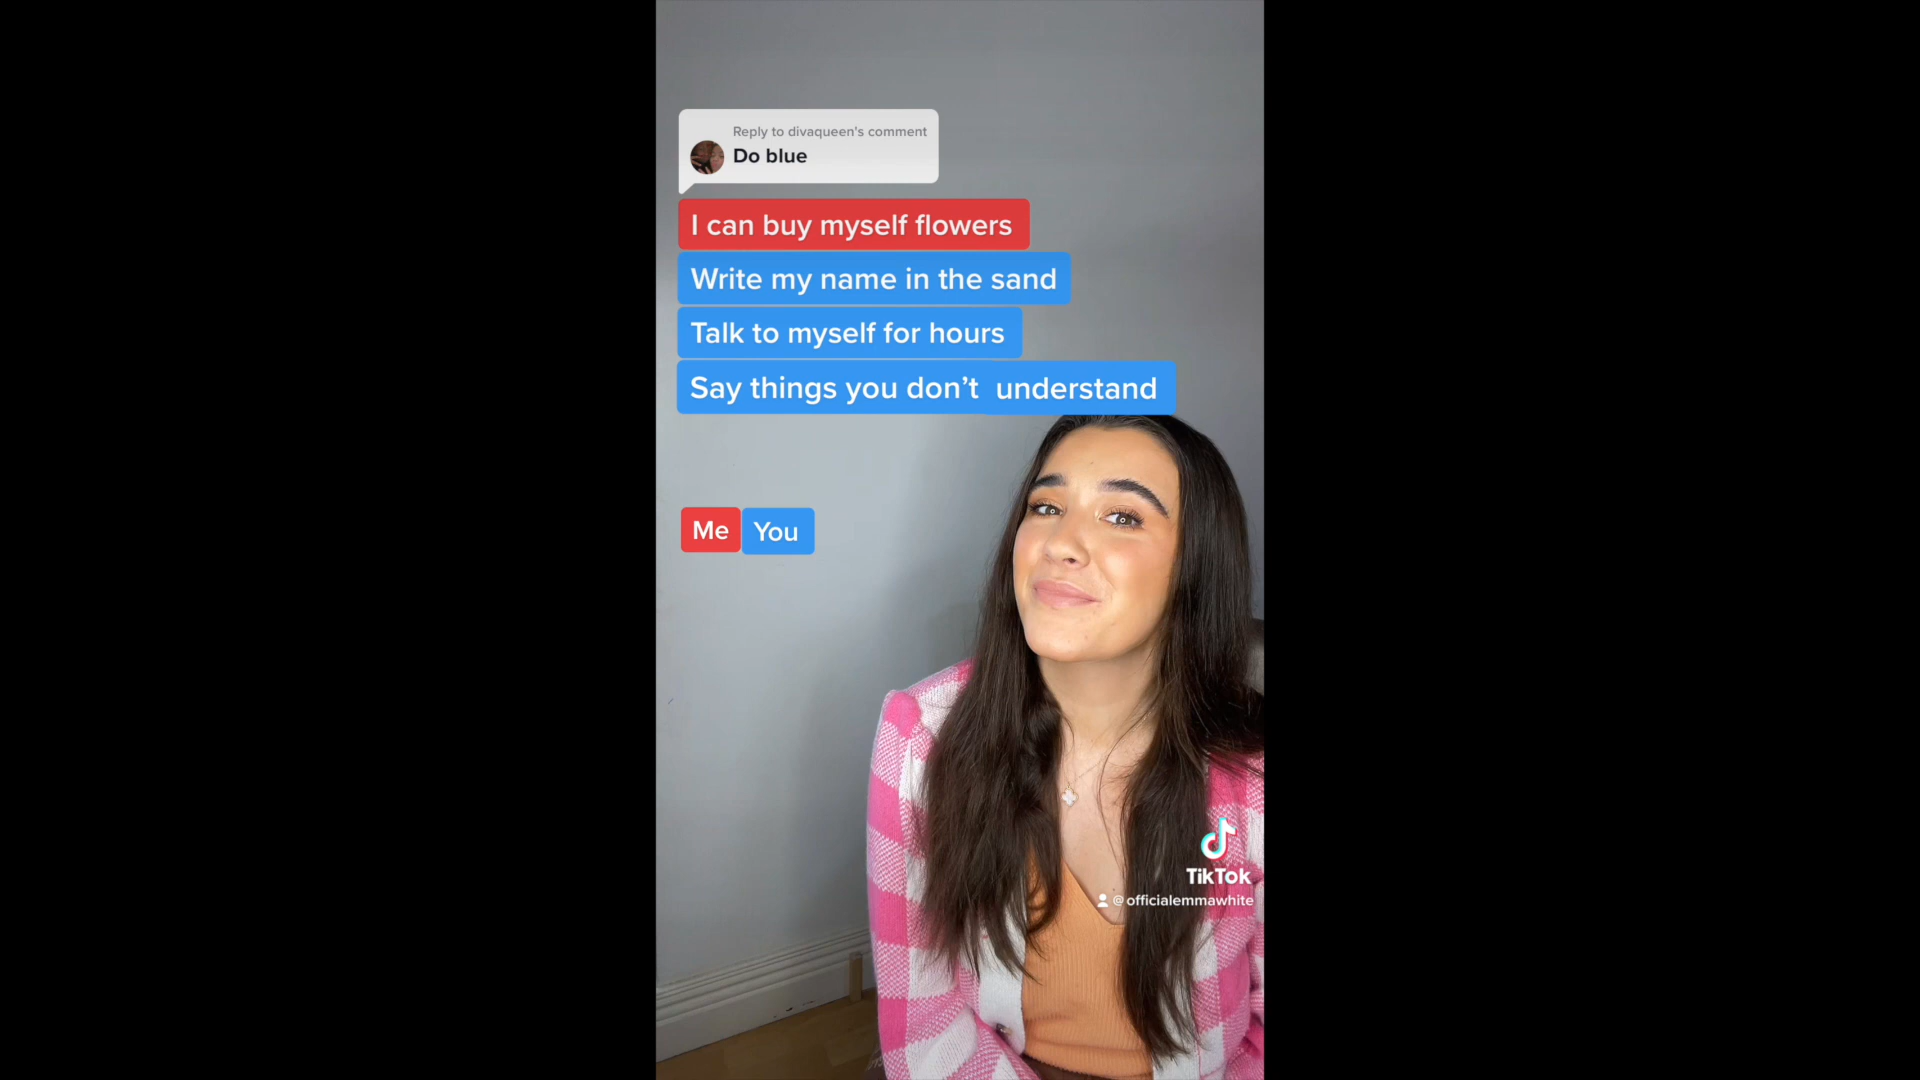 Reply to divaqueen's comment
Do blue
I can buy myself flowers
Write my name in the sand
Talk to myself for hours
Say things you don’t understand
Me You
TikTok
@officialemmawhite